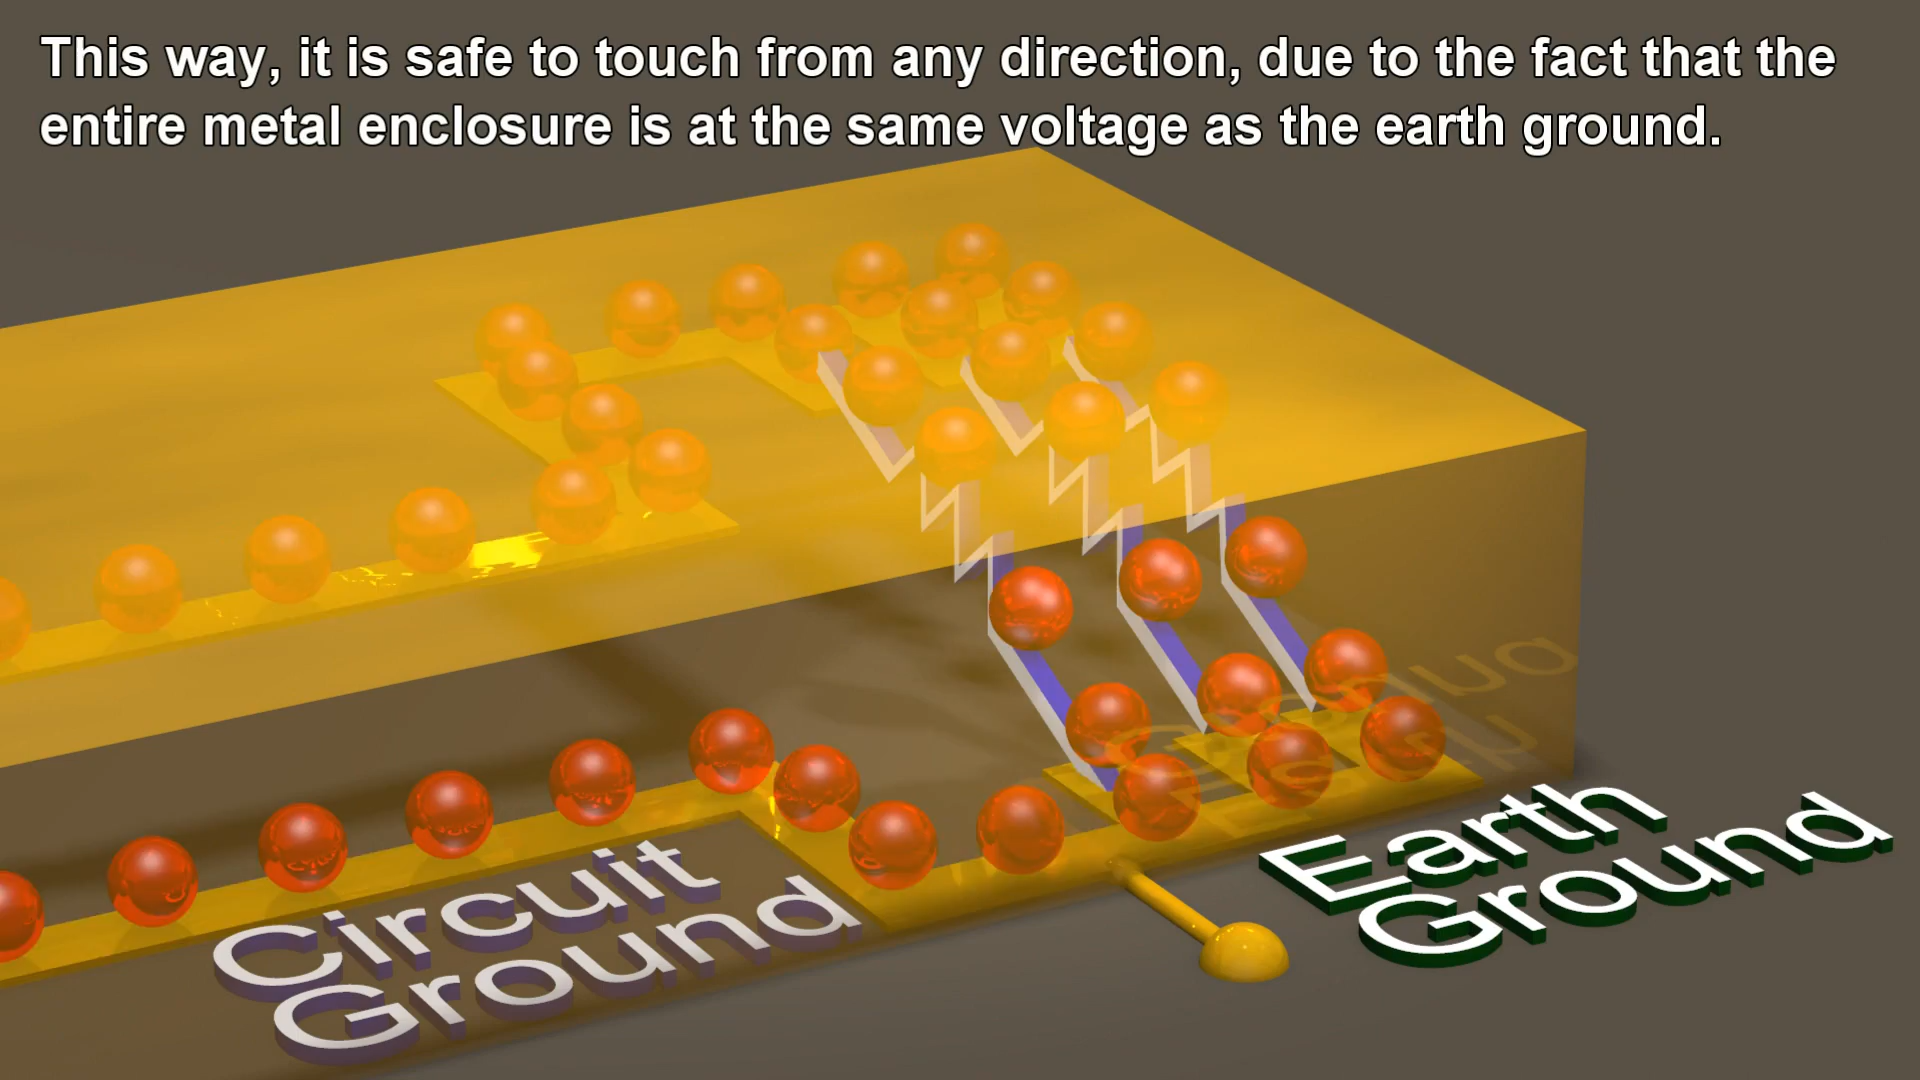 This way, it is safe to touch from any direction, due to the fact that the
entire metal enclosure is at the same voltage as the earth ground.
Circuit
Ground
Earth
Ground